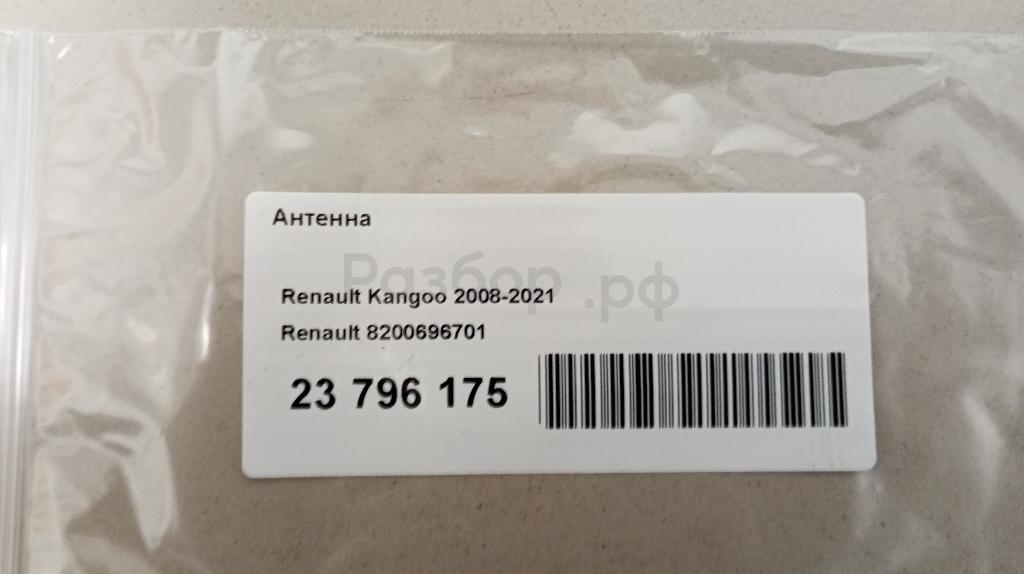 Антенна
Разбор.рф
Renault Kangoo 2008-2021
Renault 8200696701
23 796 175